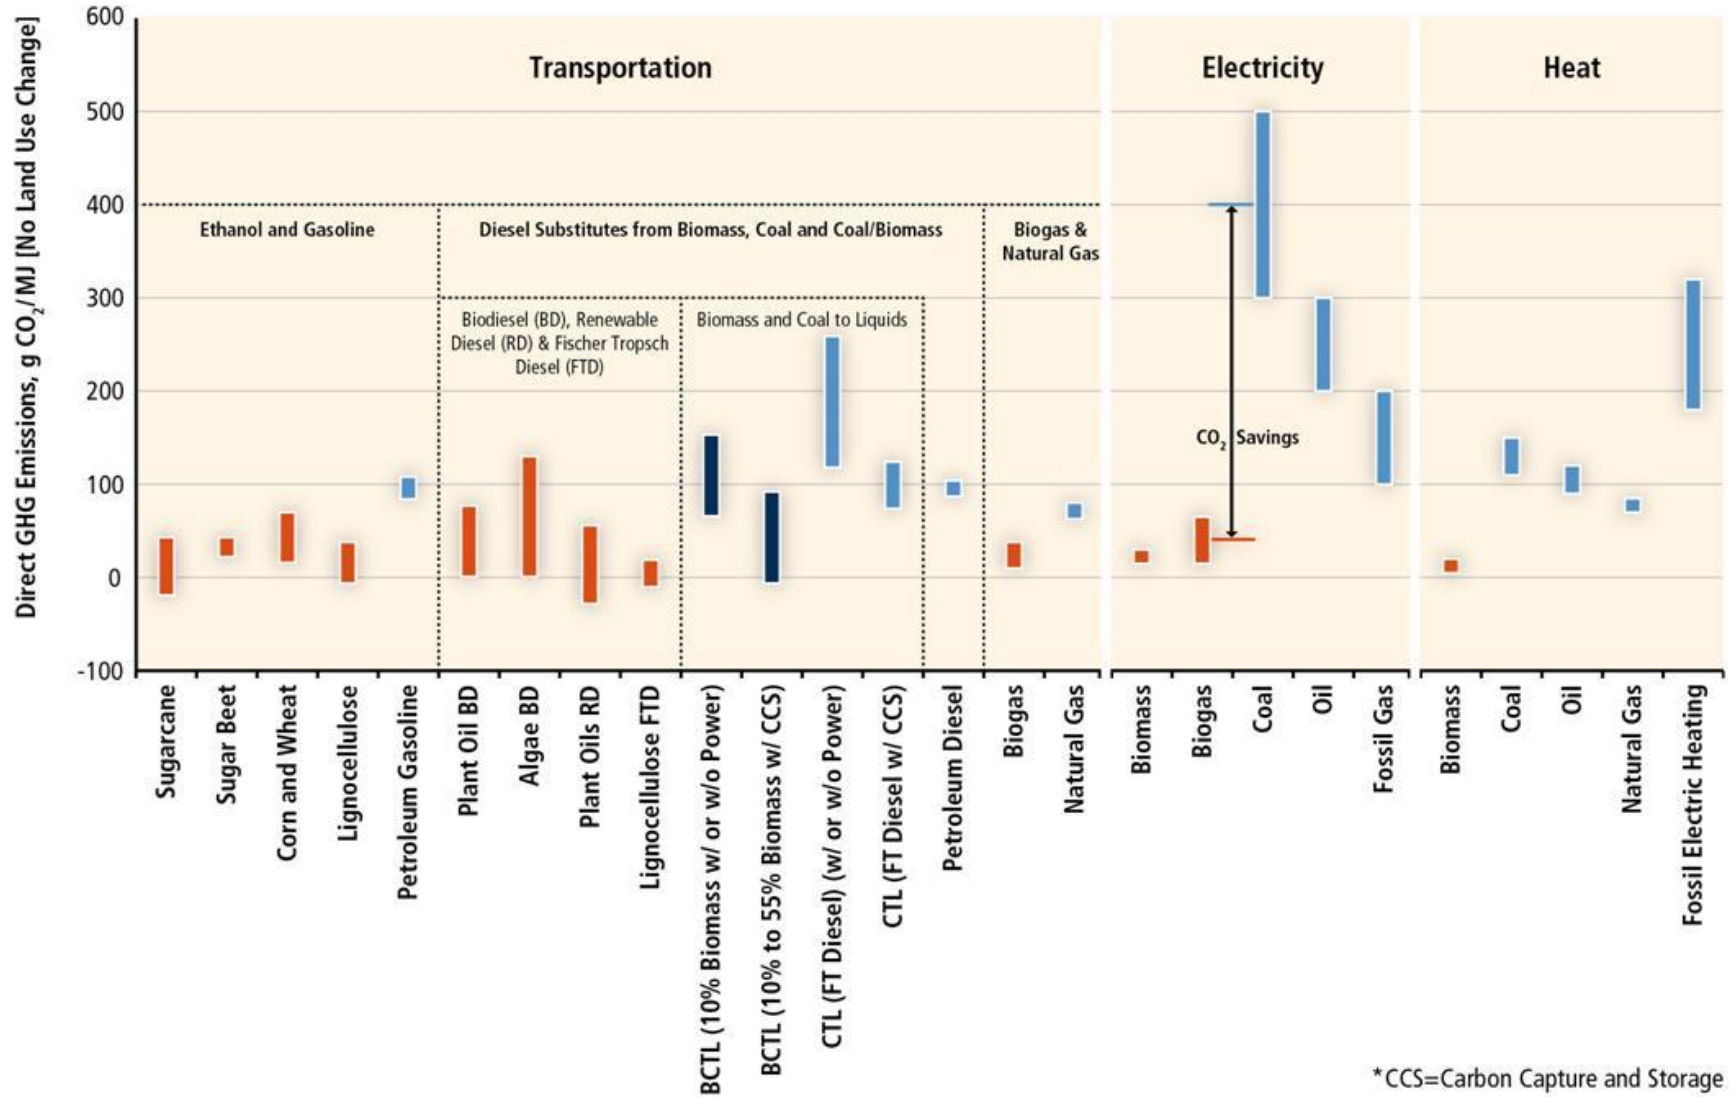 Direct GHG Emissions, g CO2/MJ [No Land Use Change]
600
500
400
300
200
100
0
-100
Transportation
Electricity
Heat
Ethanol and Gasoline
Diesel Substitutes from Biomass, Coal and Coal/Biomass
Biogas &
Natural Gas
Biodiesel (BD), Renewable
Diesel (RD) & Fischer Tropsch
Diesel (FTD)
Biomass and Coal to Liquids
CO2 Savings
Sugarcane
Sugar Beet
Corn and Wheat
Lignocellulose
Petroleum Gasoline
Plant Oil BD
Algae BD
Plant Oils RD
Lignocellulose FTD
BCTL (10% Biomass w/ or w/o Power)
BCTL (10% to 55% Biomass w/ CCS)
CTL (FT Diesel) (w/ or w/o Power)
CTL (FT Diesel w/ CCS)
Petroleum Diesel
Biogas
Natural Gas
Biomass
Biogas
Coal
Oil
Fossil Gas
Biomass
Coal
Oil
Natural Gas
Fossil Electric Heating
*CCS=Carbon Capture and Storage